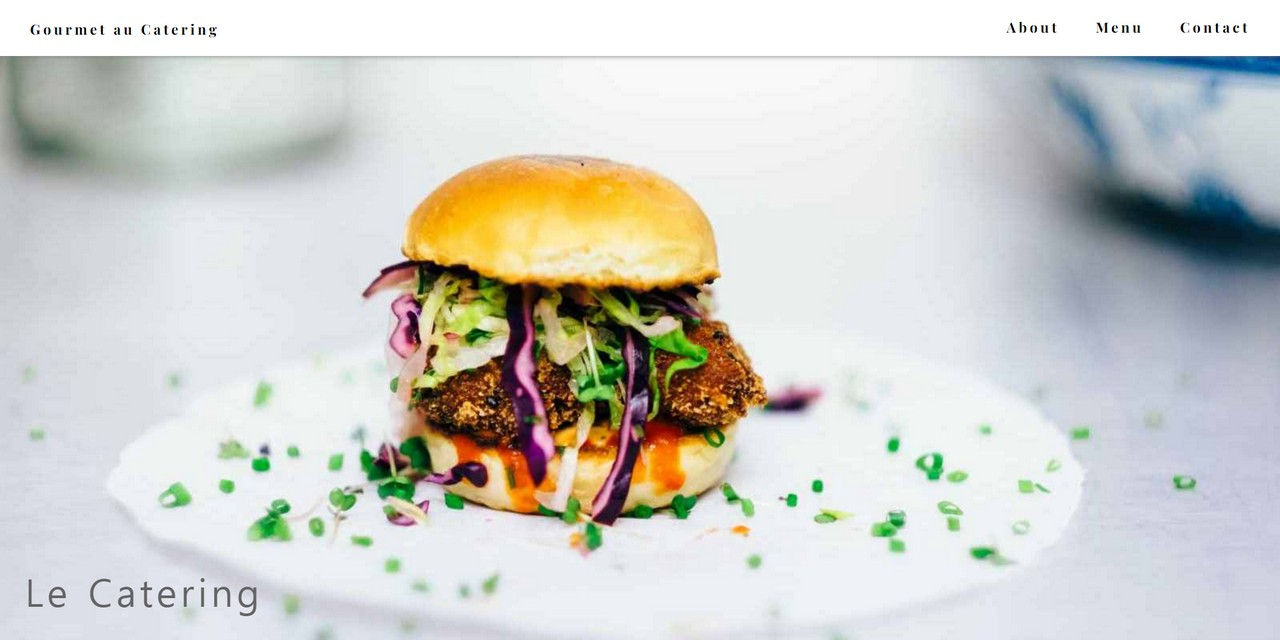 Gourmet au Catering
About Menu Contact
Le Catering